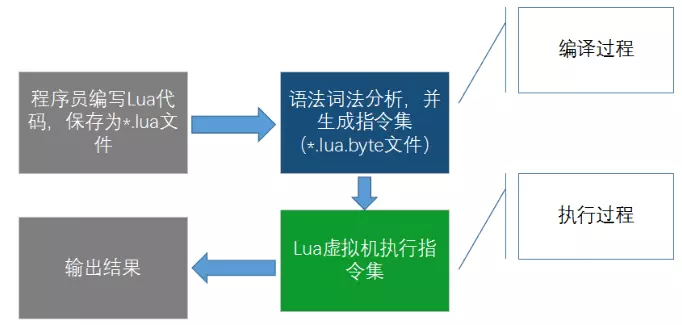 程序员编写Lua代
码，保存为*.lua文
件
语法词法分析，并
生成指令集
（*.lua.byte文件）
编译过程
输出结果
Lua虚拟机执行指
令集
执行过程